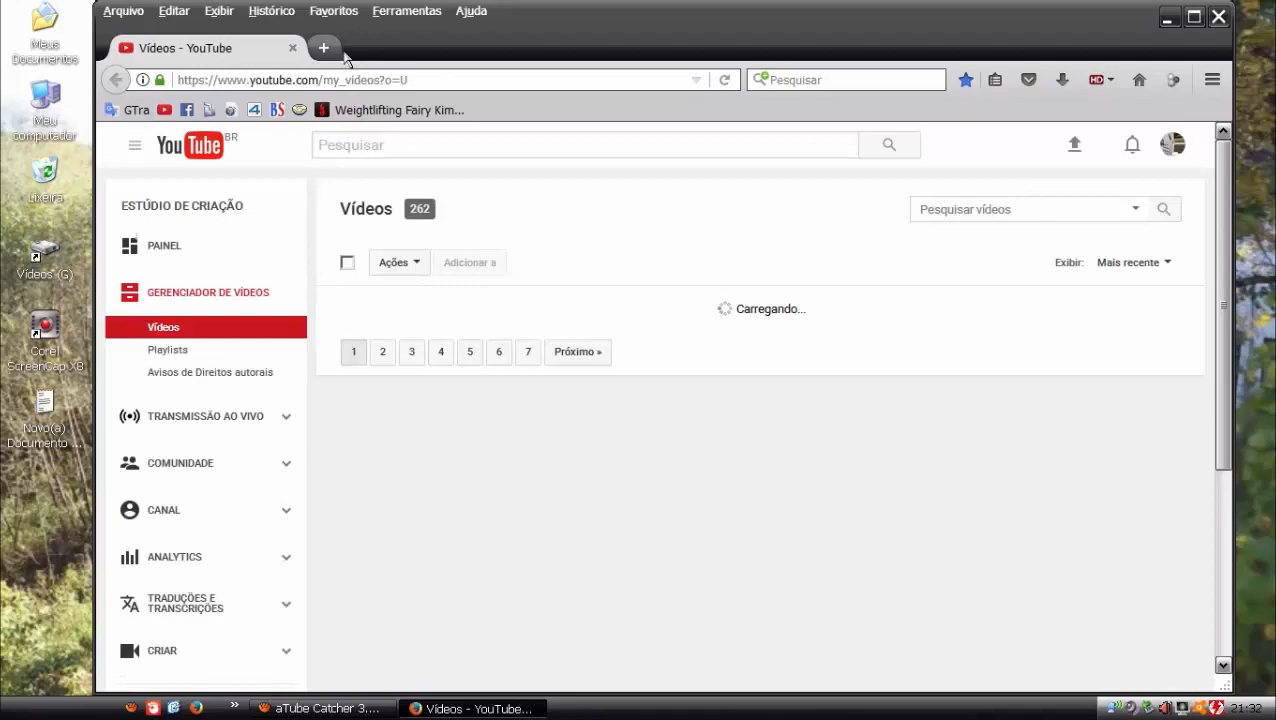 Arquivo Editar Exibir Histórico Favoritos Ferramentas Ajuda
Vídeos - YouTube
https://www.youtube.com/my_videos?o=U
Pesquisar
HD
GTra
4
BS
Weightlifting Fairy Kim...
YouTube BR
Pesquisar
ESTÚDIO DE CRIAÇÃO
PAINEL
GERENCIADOR DE VÍDEOS
Vídeos
Playlists
Avisos de Direitos autorais
TRANSMISSÃO AO VIVO
COMUNIDADE
CANAL
ANALYTICS
TRADUÇÕES E
TRANSCRIÇÕES
CRIAR
Vídeos 262
Pesquisar vídeos
Ações Adicionar a
Exibir: Mais recente
Carregando...
1 2 3 4 5 6 7 Próximo »
Meus
Documentos
Meu
computador
Lixeira
Vídeos (G)
Corel
ScreenCap X8
Novo(a)
Documento ...
» aTube Catcher 3.... Vídeos - YouTube... 21:32